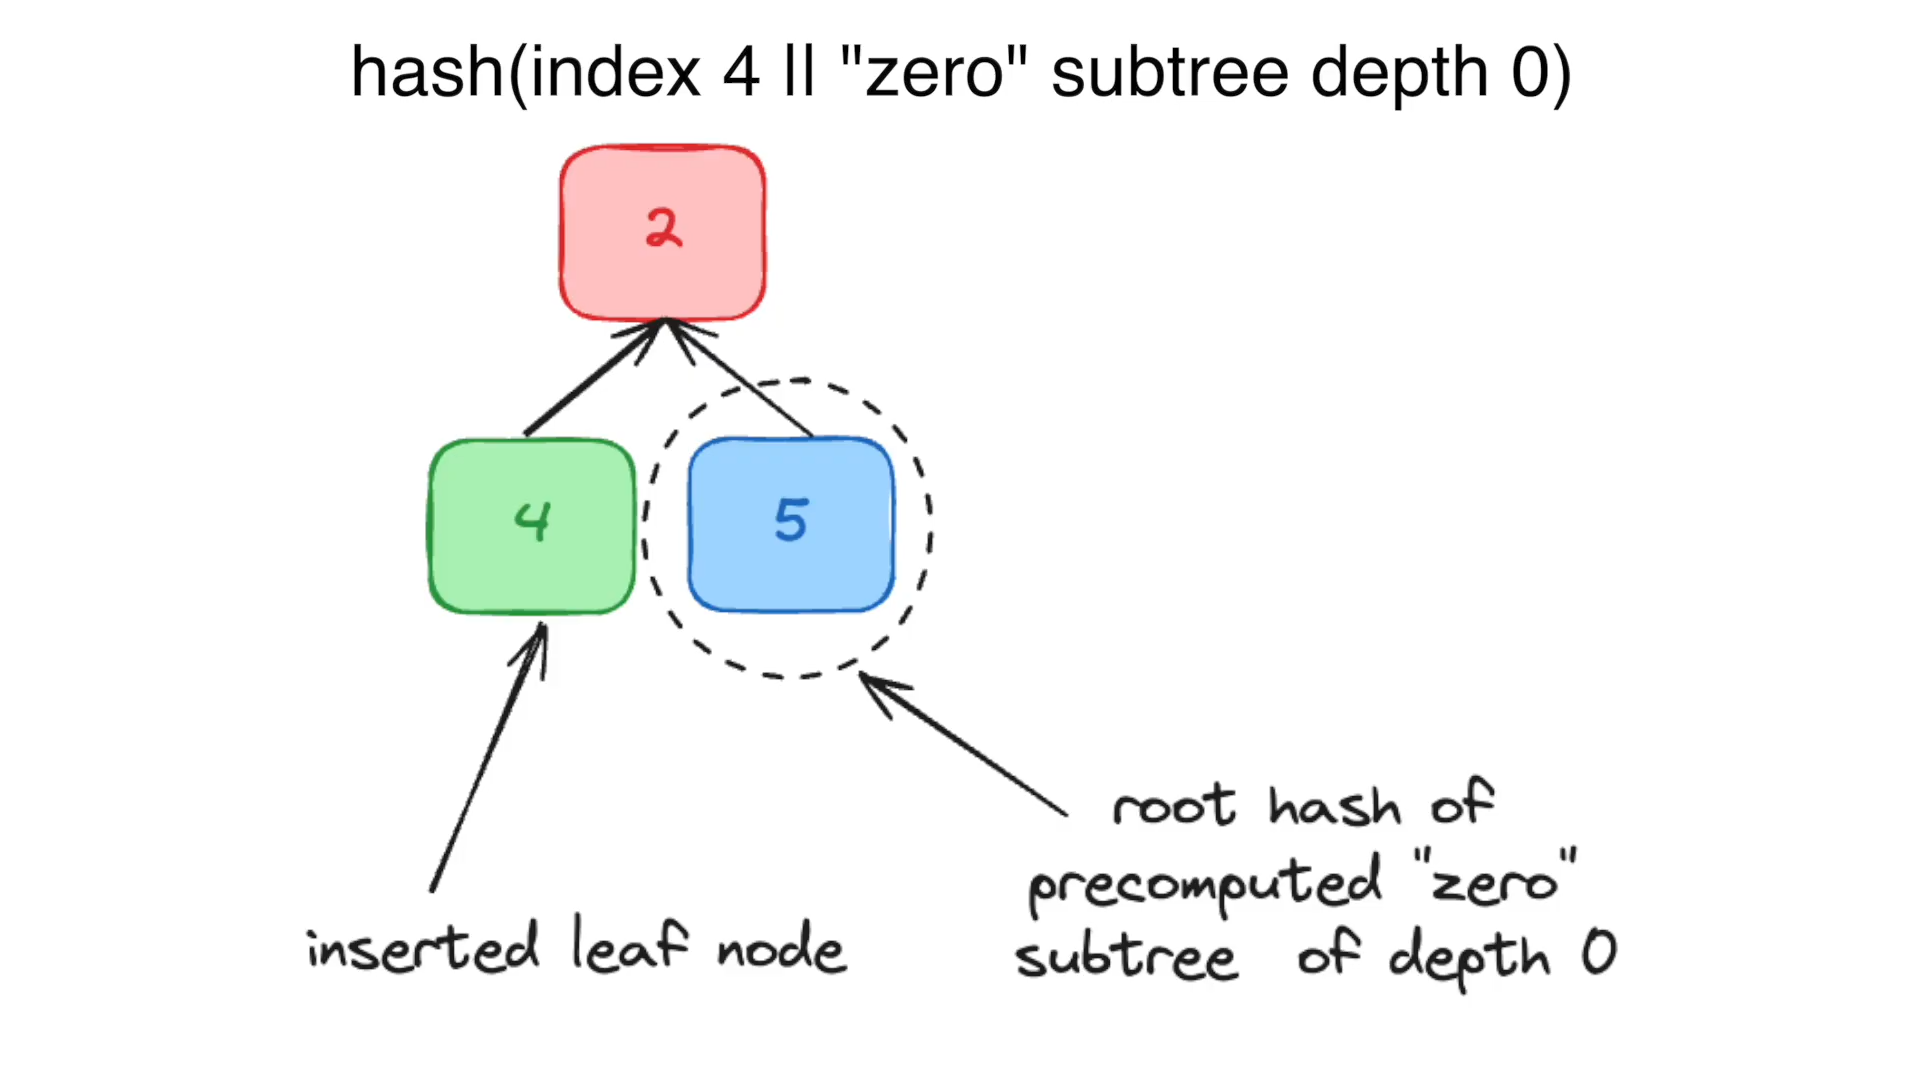 hash(index 4 || "zero" subtree depth 0)
2
4
5
inserted leaf node
root hash of
precomputed "zero"
subtree of depth 0